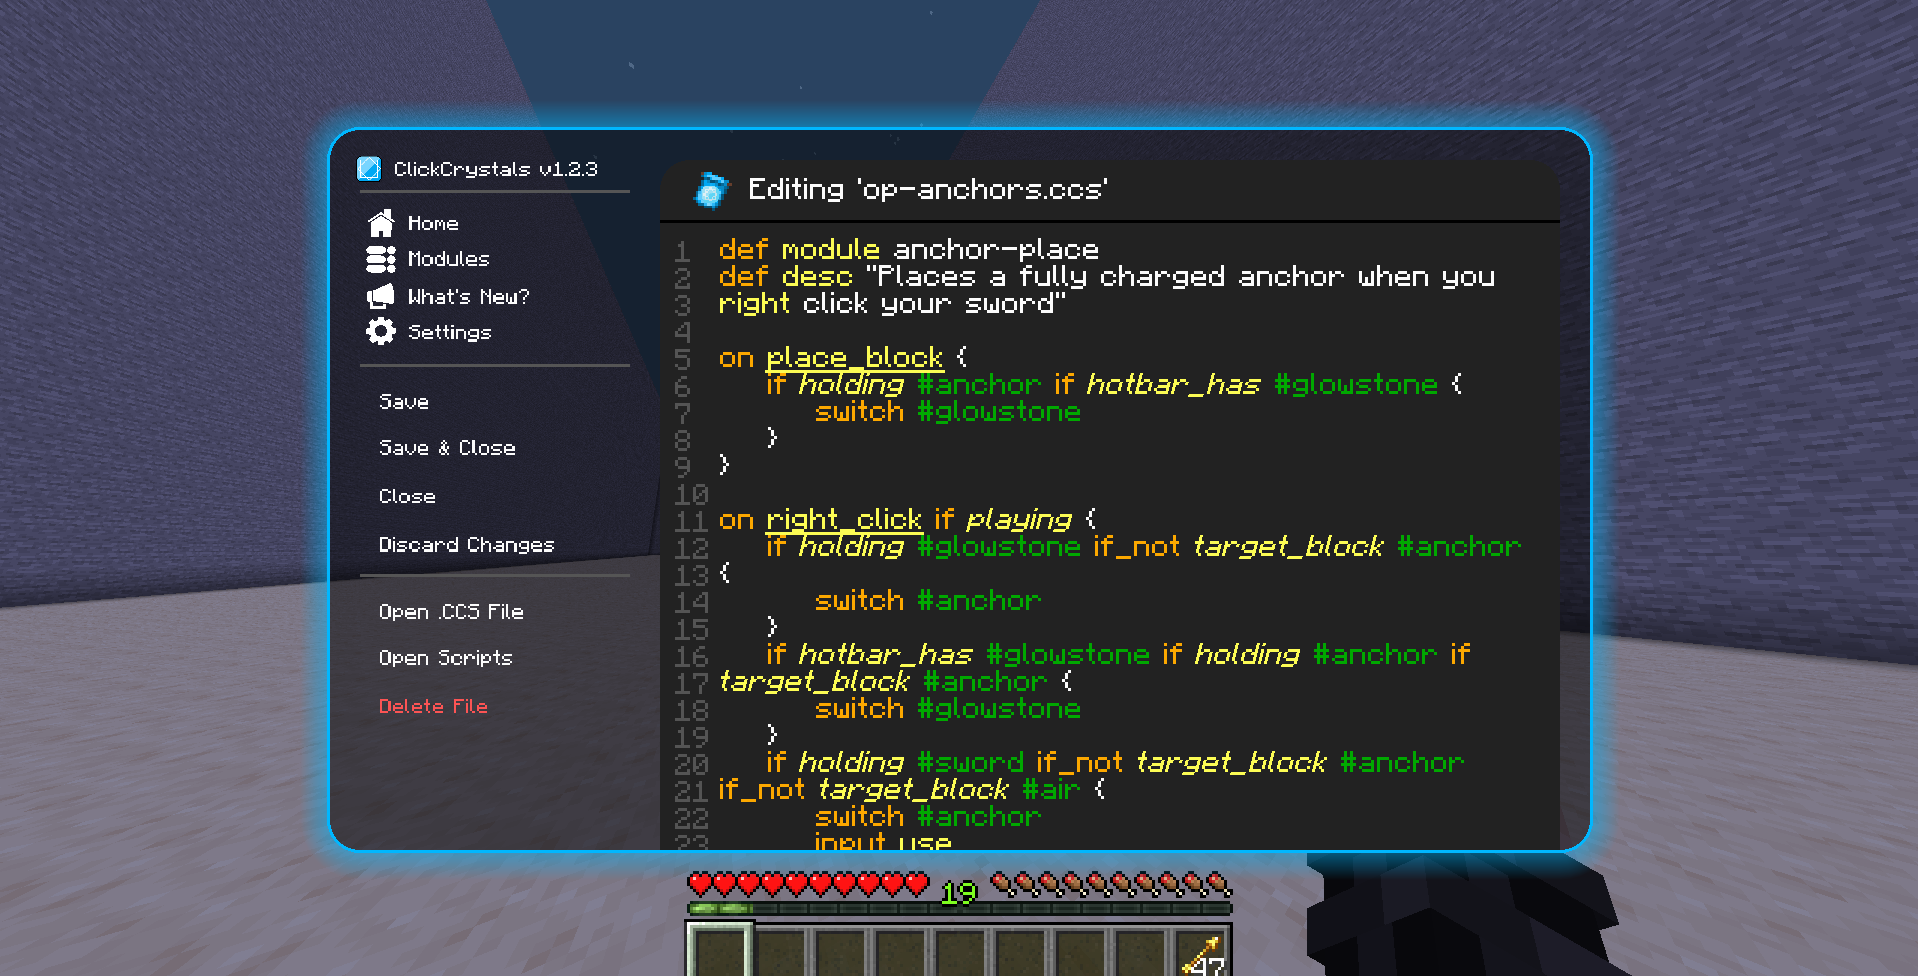 ClickCrystals v1.2.3
Home
Modules
What's New?
Settings
Save
Save & Close
Close
Discard Changes
Open .CCS File
Open Scripts
Delete File
Editing 'op-anchors.ccs'
1 def module anchor-place
2 def desc "Places a fully charged anchor when you
3 right click your sword"
4
5 on place_block {
6 if holding #anchor if hotbar_has #glowstone {
7 switch #glowstone
8 }
9 }
10
11 on right_click if playing {
12 if holding #glowstone if_not target_block #anchor
13 {
14 switch #anchor
15 }
16 if hotbar_has #glowstone if holding #anchor if
17 target_block #anchor {
18 switch #glowstone
19 }
20 if holding #sword if_not target_block #anchor
21 if_not target_block #air {
22 switch #anchor
23 input use
19
47